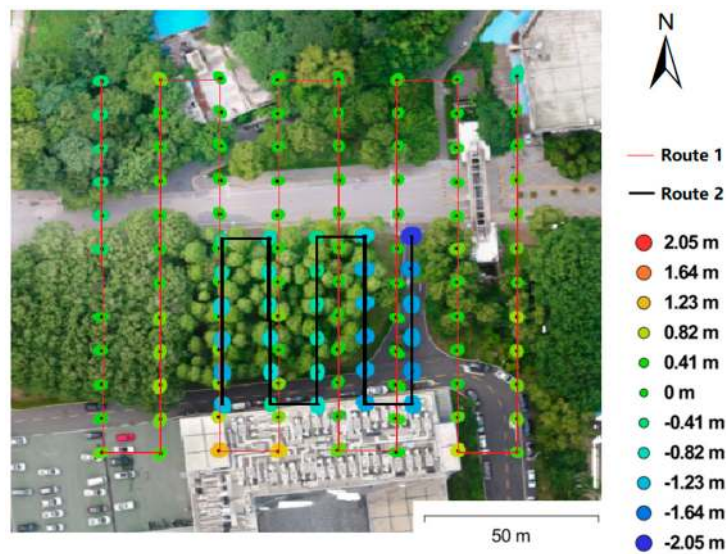 N
Route 1
Route 2
2.05 m
1.64 m
1.23 m
0.82 m
0.41 m
0 m
-0.41 m
-0.82 m
-1.23 m
-1.64 m
-2.05 m
50 m